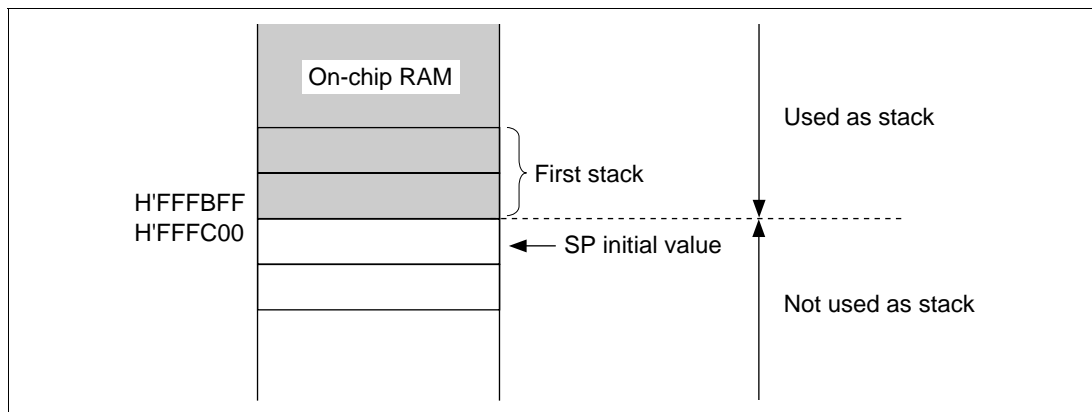 On-chip RAM
Used as stack
First stack
H'FFFBFF
H'FFFC00
SP initial value
Not used as stack